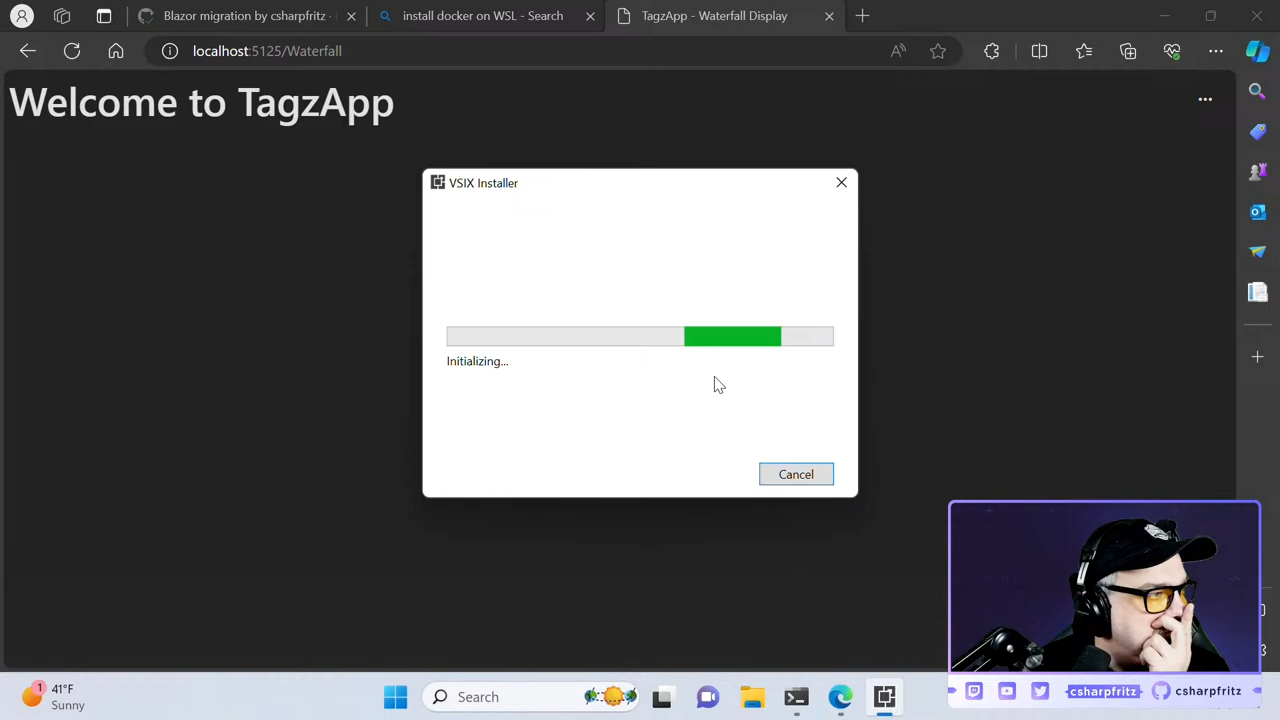 Blazor migration by csharpfritz ·
install docker on WSL - Search
TagzApp - Waterfall Display
localhost:5125/Waterfall
Welcome to TagzApp
VSIX Installer
Initializing...
Cancel
1
41°F
Sunny
Search
csharpfritz
csharpfritz